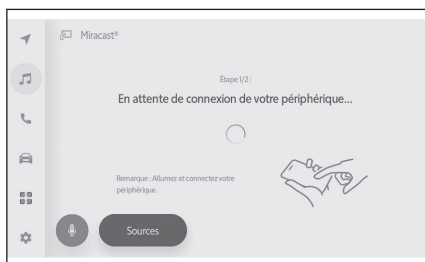 Miracast®
Étape 1/2 :
En attente de connexion de votre périphérique...
Remarque : Allumez et connectez votre
périphérique.
Sources